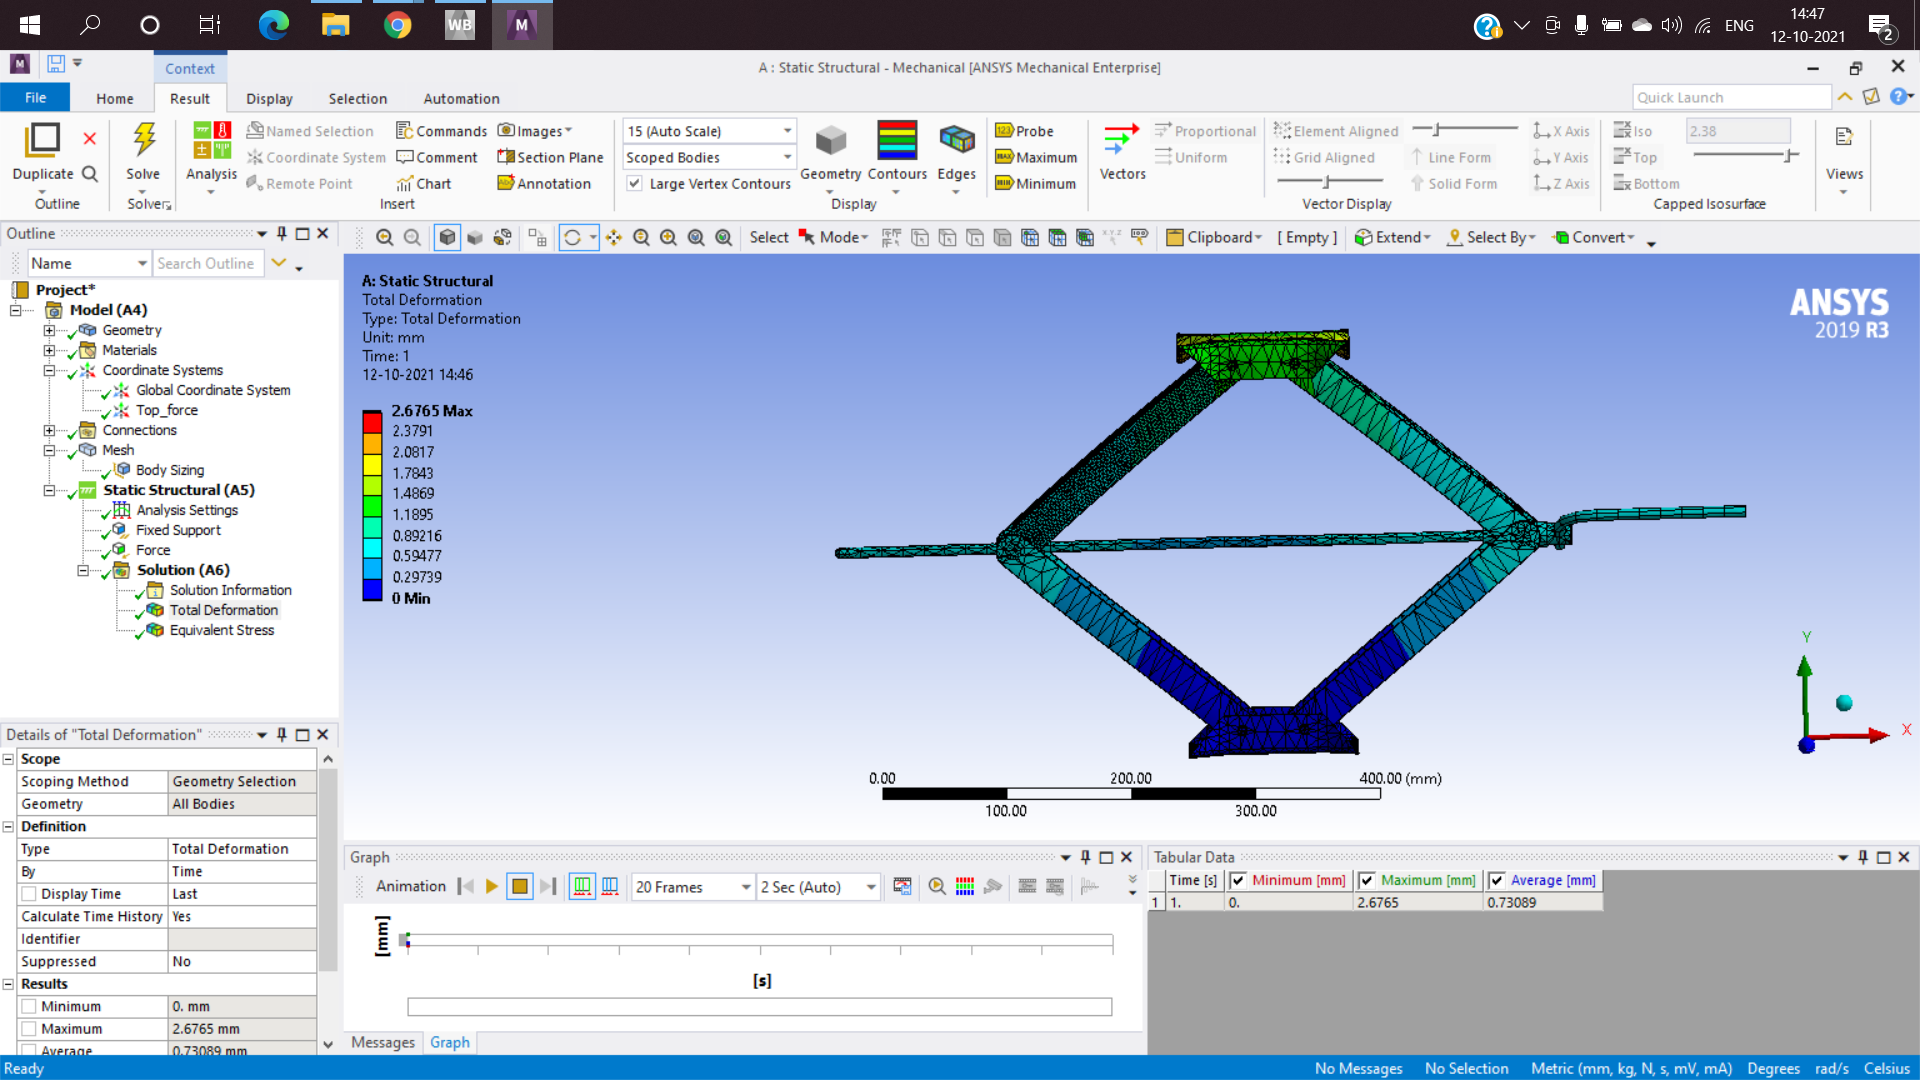 WB
M
ENG
14:47
12-10-2021
2
M
Context
A : Static Structural - Mechanical [ANSYS Mechanical Enterprise]
File
Home
Result
Display
Selection
Automation
Quick Launch
Duplicate
Outline
Solve
Solver
Analysis
Named Selection
Coordinate System
Remote Point
Commands
Comment
Chart
Images
Section Plane
Annotation
Insert
15 (Auto Scale)
Scoped Bodies
Large Vertex Contours
Geometry
Contours
Edges
Display
Probe
Maximum
Minimum
Vectors
Proportional
Uniform
Element Aligned
Grid Aligned
Line Form
Solid Form
X Axis
Y Axis
Z Axis
Vector Display
Iso
Top
Bottom
2.38
Capped Isosurface
Views
Outline
Name
Search Outline
Select
Mode
Clipboard
[ Empty ]
Extend
Select By
Convert
Project*
Model (A4)
Geometry
Materials
Coordinate Systems
Global Coordinate System
Top_force
Connections
Mesh
Body Sizing
Static Structural (A5)
Analysis Settings
Fixed Support
Force
Solution (A6)
Solution Information
Total Deformation
Equivalent Stress
A: Static Structural
Total Deformation
Type: Total Deformation
Unit: mm
Time: 1
12-10-2021 14:46
2.6765 Max
2.3791
2.0817
1.7843
1.4869
1.1895
0.89216
0.59477
0.29739
0 Min
ANSYS
2019 R3
Y
X
0.00
200.00
400.00 (mm)
100.00
300.00
Details of "Total Deformation"
Scope
Scoping Method
Geometry Selection
Geometry
All Bodies
Definition
Type
Total Deformation
By
Time
Display Time
Last
Calculate Time History
Yes
Identifier
Suppressed
No
Results
Minimum
0. mm
Maximum
2.6765 mm
Average
0.73089 mm
Graph
Animation
20 Frames
2 Sec (Auto)
[mm]
[s]
Messages
Graph
Tabular Data
Time [s]
Minimum [mm]
Maximum [mm]
Average [mm]
1
1.
0.
2.6765
0.73089
Ready
No Messages
No Selection
Metric (mm, kg, N, s, mV, mA)
Degrees
rad/s
Celsius